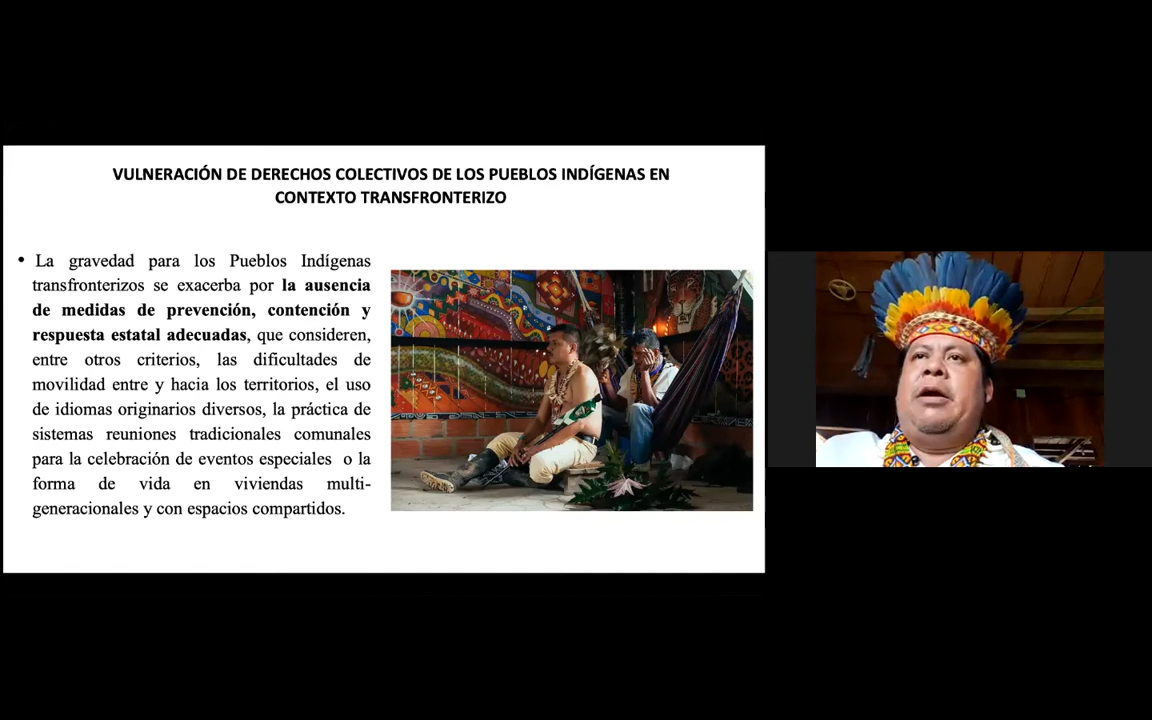 VULNERACIÓN DE DERECHOS COLECTIVOS DE LOS PUEBLOS INDÍGENAS EN
CONTEXTO TRANSFRONTERIZO
• La gravedad para los Pueblos Indígenas
transfronterizos se exacerba por la ausencia
de medidas de prevención, contención y
respuesta estatal adecuadas, que consideren,
entre otros criterios, las dificultades de
movilidad entre y hacia los territorios, el uso
de idiomas originarios diversos, la práctica de
sistemas reuniones tradicionales comunales
para la celebración de eventos especiales o la
forma de vida en viviendas multi-
generacionales y con espacios compartidos.